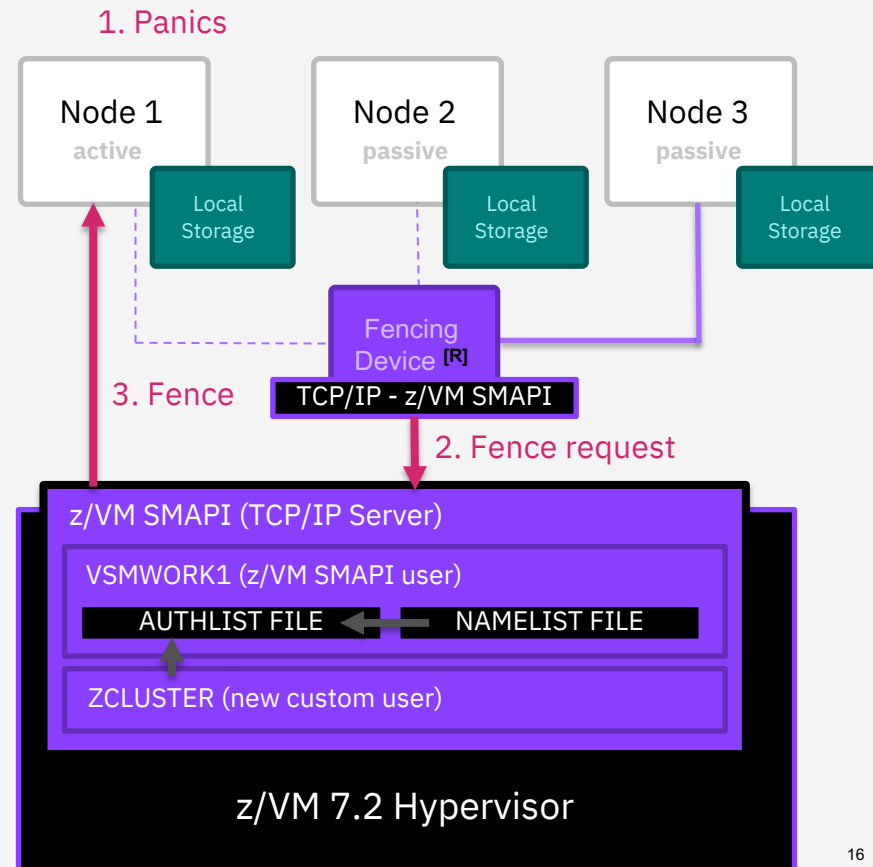 1. Panics
Node 1
active
Node 2
passive
Node 3
passive
Local
Storage
Local
Storage
Local
Storage
Fencing
Device [R]
TCP/IP - z/VM SMAPI
3. Fence
2. Fence request
z/VM SMAPI (TCP/IP Server)
VSMWORK1 (z/VM SMAPI user)
AUTHLIST FILE
NAMELIST FILE
ZCLUSTER (new custom user)
z/VM 7.2 Hypervisor
16